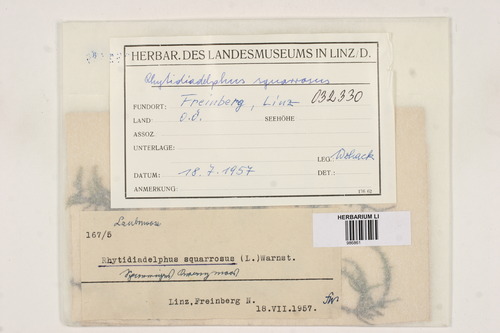 HERBAR. DES LANDESMUSEUMS IN LINZ/D.
Rhytidiadelphus squarrosus
FUNDORT: Freinberg, Linz 032330
LAND O.Ö. SEEHÖHE
ASSOZ.
UNTERLAGE:
LEG.
DATUM: 18.7.1957 DET:
ANMERKUNG:
HERBARIUM LI
Laubmoose
167/5
Rhytidiadelphus squarrosus (L.) Warnst.
Linz, Freinberg N.
18.VII.1957.